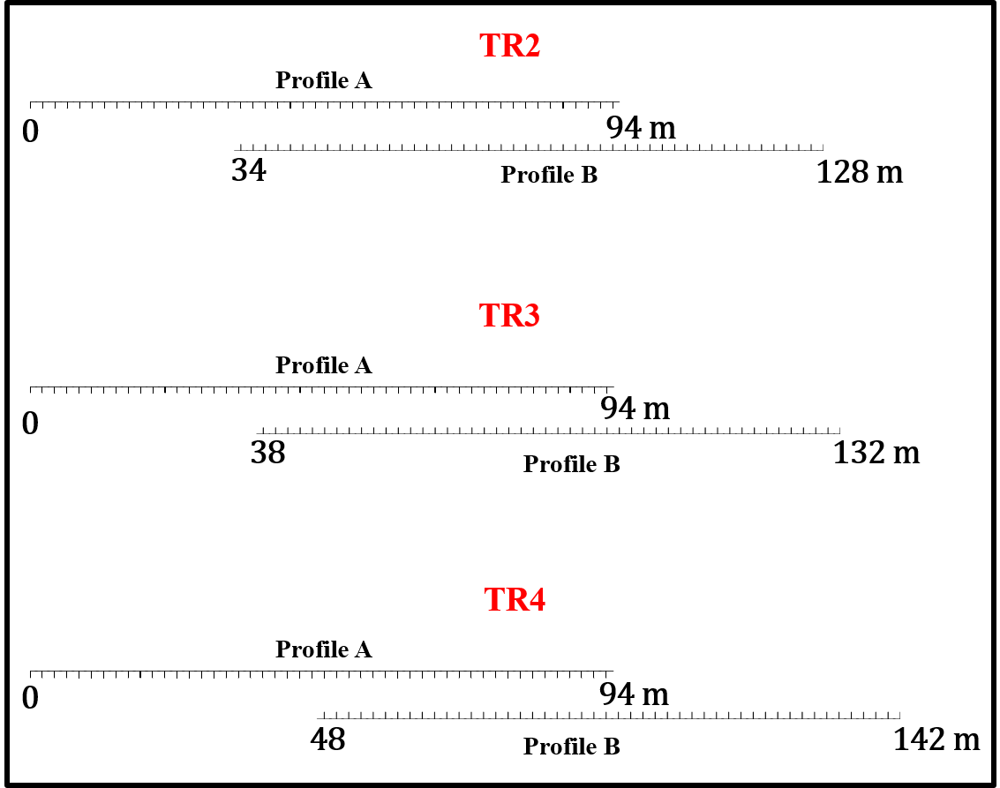 TR2
Profile A
0
94 m
34
Profile B
128 m
TR3
Profile A
0
94 m
38
Profile B
132 m
TR4
Profile A
0
94 m
48
Profile B
142 m